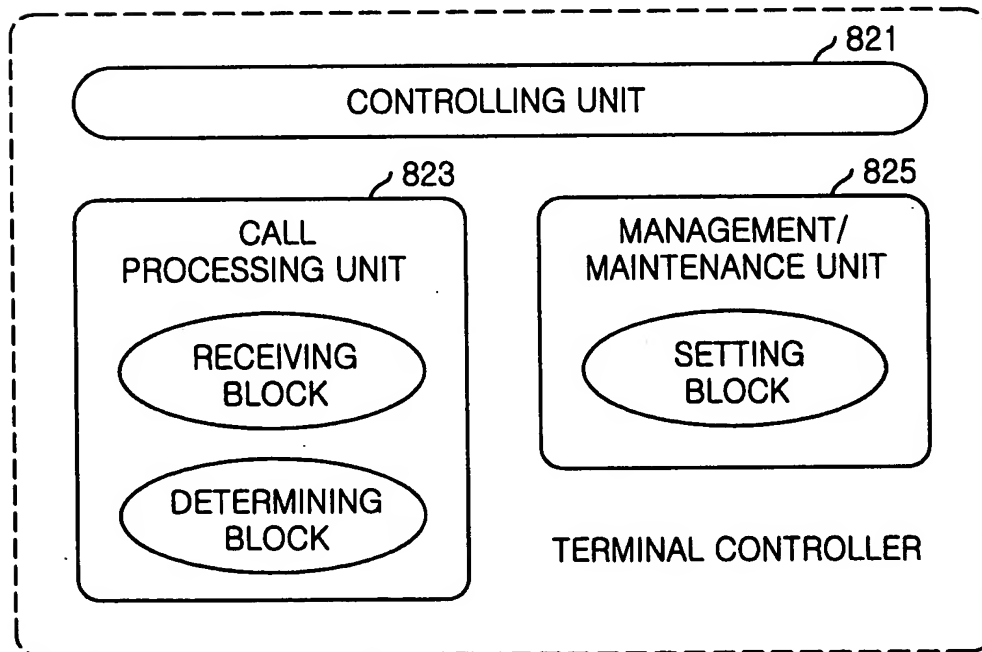 821
CONTROLLING UNIT
823
CALL
PROCESSING UNIT
RECEIVING
BLOCK
DETERMINING
BLOCK
825
MANAGEMENT/
MAINTENANCE UNIT
SETTING
BLOCK
TERMINAL CONTROLLER